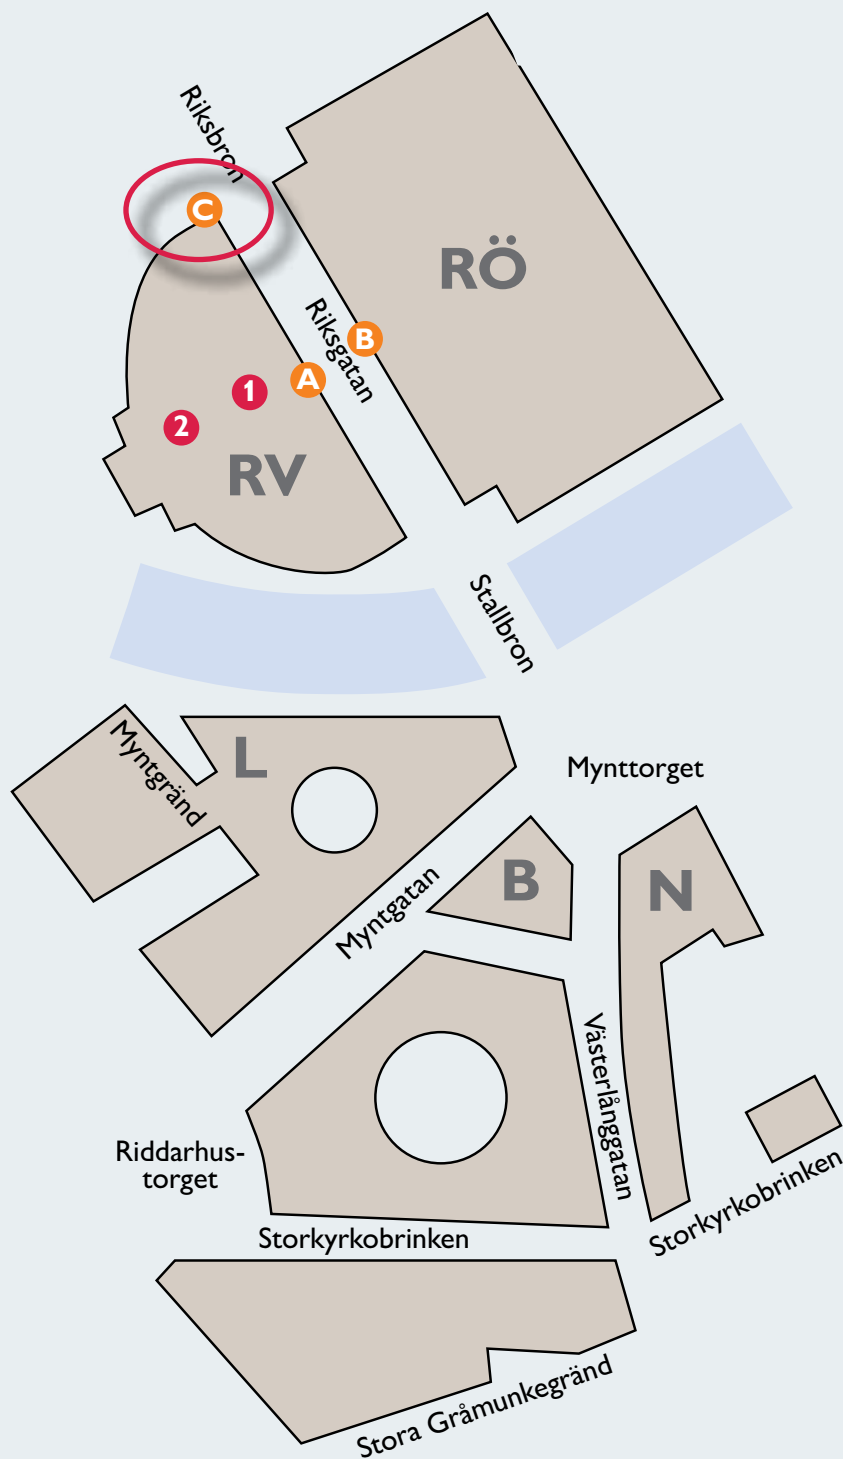 Riksbron
C
RÖ
Riksgatan
B
A
1
2
RV
Stallbron
Myntgränd
L
Mynttorget
B
N
Myntgatan
Västerlånggatan
Riddarhus-
torget
Storkyrkobrinken
Storkyrkobrinken
Stora Gråmunkegränd